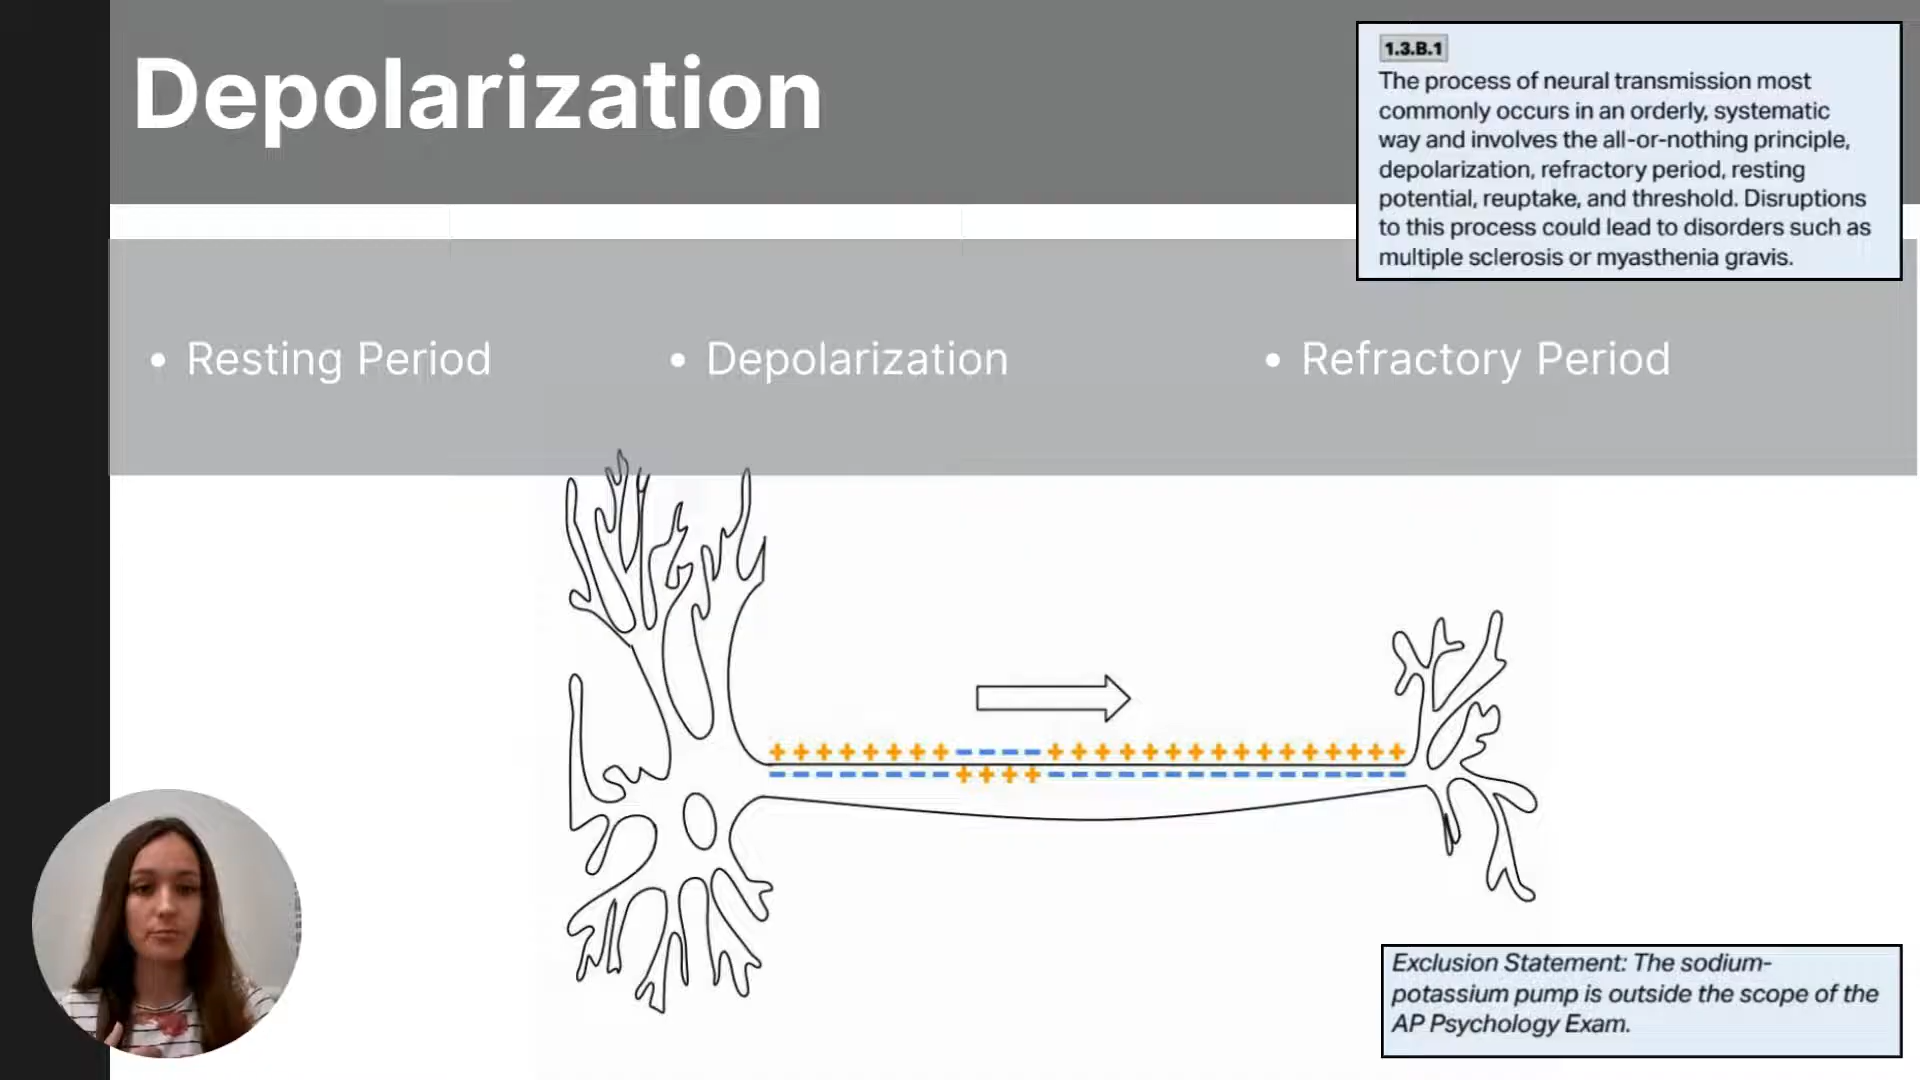 Depolarization
1.3.B.1
The process of neural transmission most
commonly occurs in an orderly, systematic
way and involves the all-or-nothing principle,
depolarization, refractory period, resting
potential, reuptake, and threshold. Disruptions
to this process could lead to disorders such as
multiple sclerosis or myasthenia gravis.
• Resting Period
• Depolarization
• Refractory Period
++++++++----+++++++++++++++
--------++++----------------
Exclusion Statement: The sodium-
potassium pump is outside the scope of the
AP Psychology Exam.